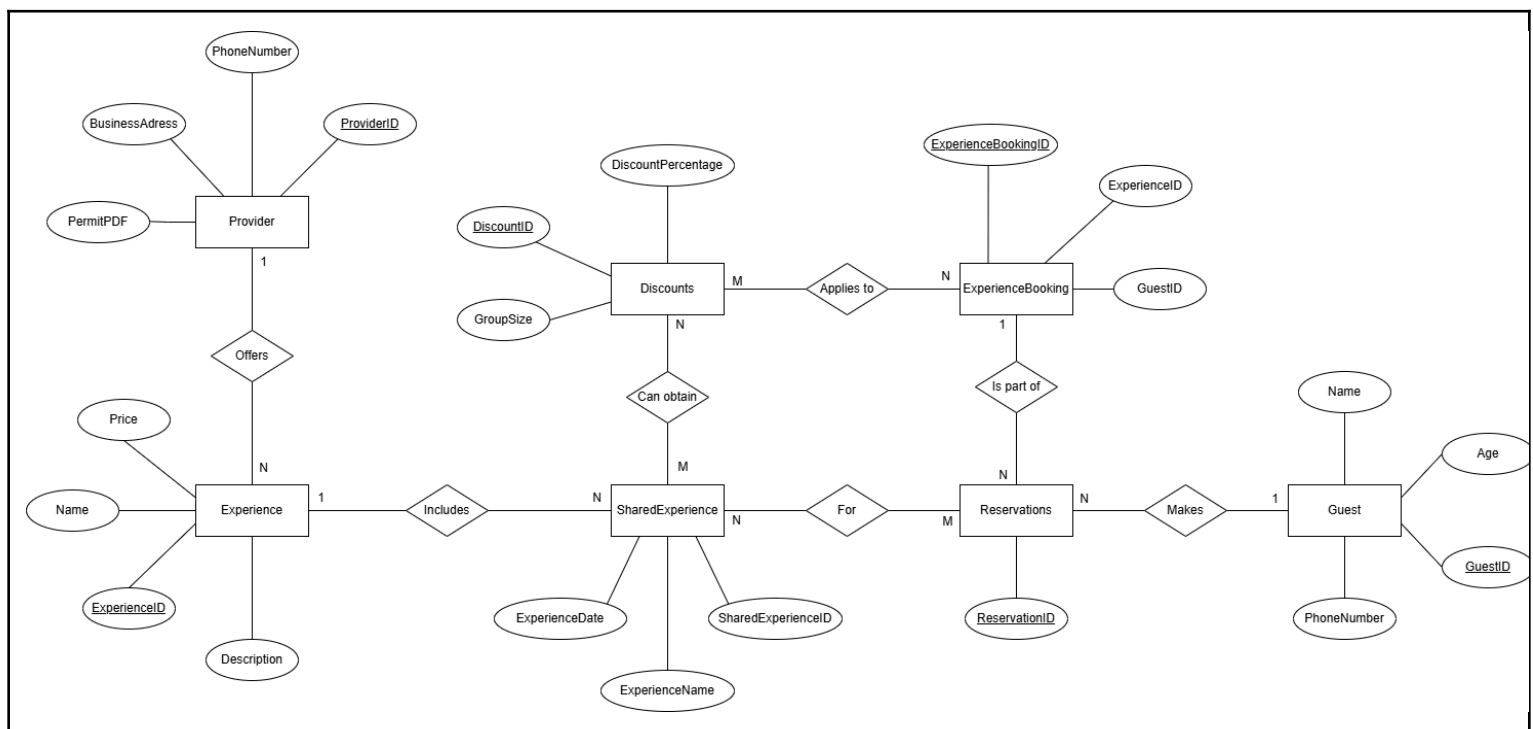 PhoneNumber
BusinessAdress
ProviderID
PermitPDF
Provider
1
Offers
N
Price
Name
Experience
ExperienceID
Description
1
Includes
N
DiscountPercentage
DiscountID
GroupSize
Discounts
M
Applies to
N
N
Can obtain
M
SharedExperience
ExperienceDate
SharedExperienceID
ExperienceName
N
For
M
ExperienceBookingID
ExperienceID
GuestID
ExperienceBooking
1
Is part of
N
Reservations
ReservationID
N
Makes
1
Name
Age
Guest
GuestID
PhoneNumber